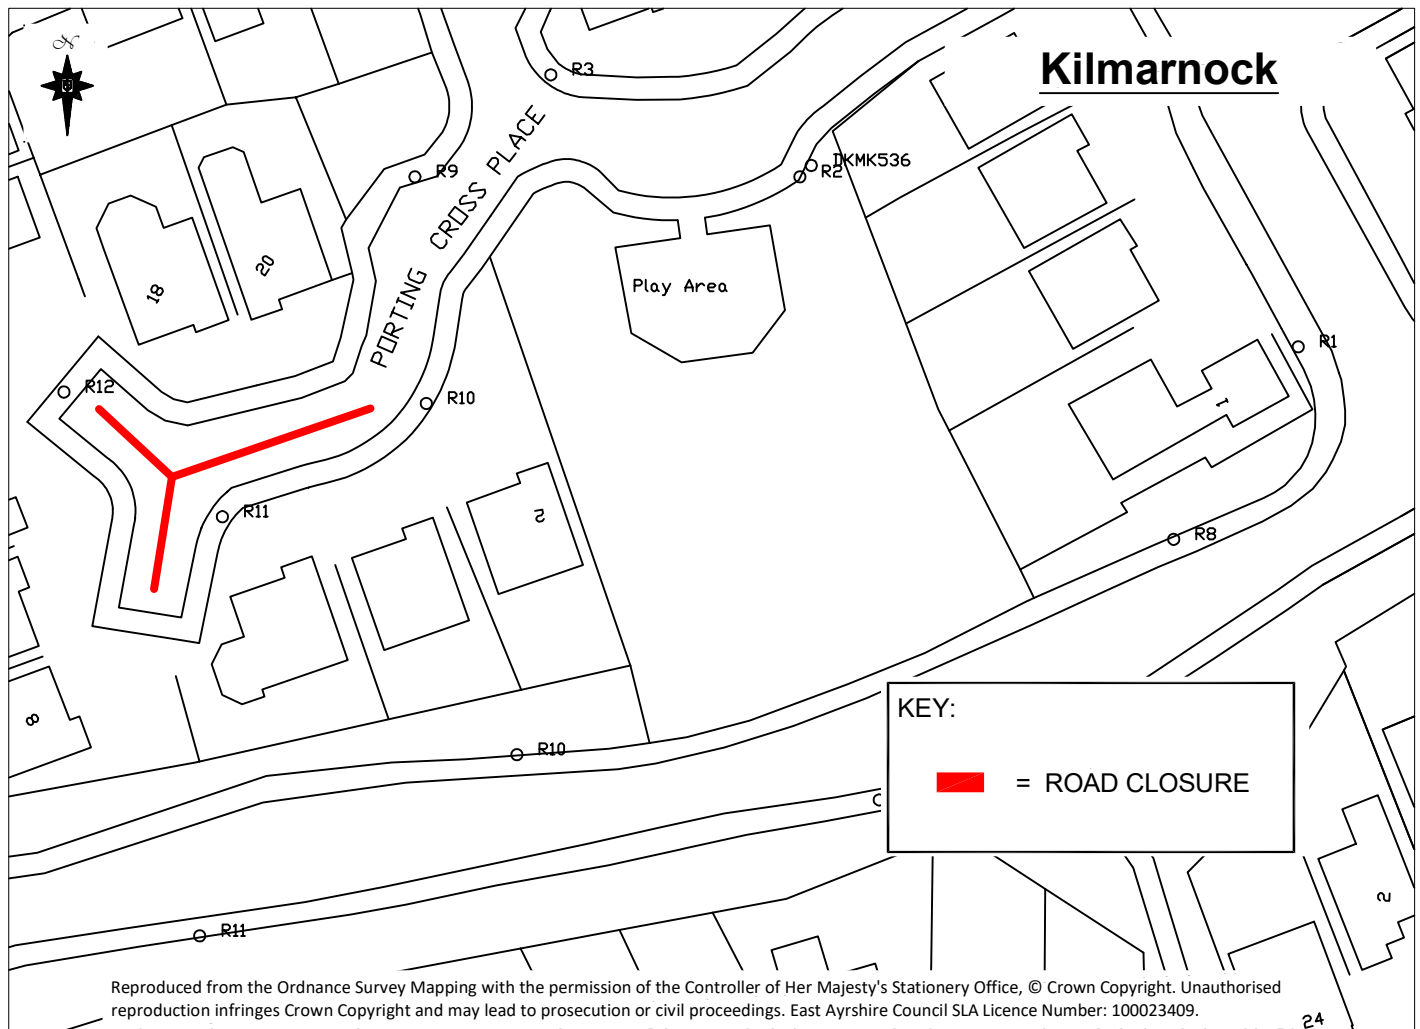 N
Kilmarnock
R3
DKMK536
R2
R9
PORTING CROSS PLACE
20
18
Play Area
R1
R12
R10
1
R11
2
R8
8
KEY:
= ROAD CLOSURE
R10
2
R11
24
Reproduced from the Ordnance Survey Mapping with the permission of the Controller of Her Majesty's Stationery Office, © Crown Copyright. Unauthorised
reproduction infringes Crown Copyright and may lead to prosecution or civil proceedings. East Ayrshire Council SLA Licence Number: 100023409.